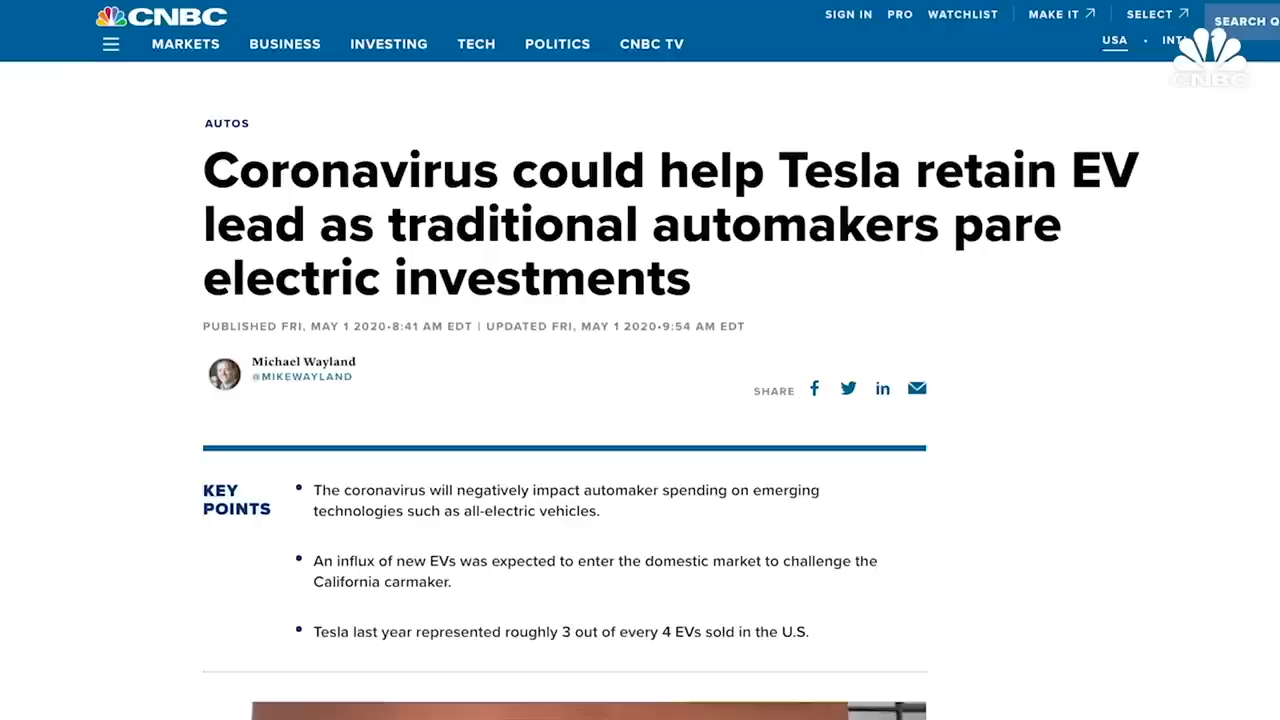 CNBC
SIGN IN PRO WATCHLIST MAKE IT SELECT
SEARCH Q
MARKETS BUSINESS INVESTING TECH POLITICS CNBC TV
USA · INTL
CNBC
AUTOS
Coronavirus could help Tesla retain EV
lead as traditional automakers pare
electric investments
PUBLISHED FRI, MAY 1 2020•8:41 AM EDT | UPDATED FRI, MAY 1 2020•9:54 AM EDT
Michael Wayland
@MIKEWAYLAND
SHARE
KEY
POINTS
• The coronavirus will negatively impact automaker spending on emerging
technologies such as all-electric vehicles.
• An influx of new EVs was expected to enter the domestic market to challenge the
California carmaker.
• Tesla last year represented roughly 3 out of every 4 EVs sold in the U.S.